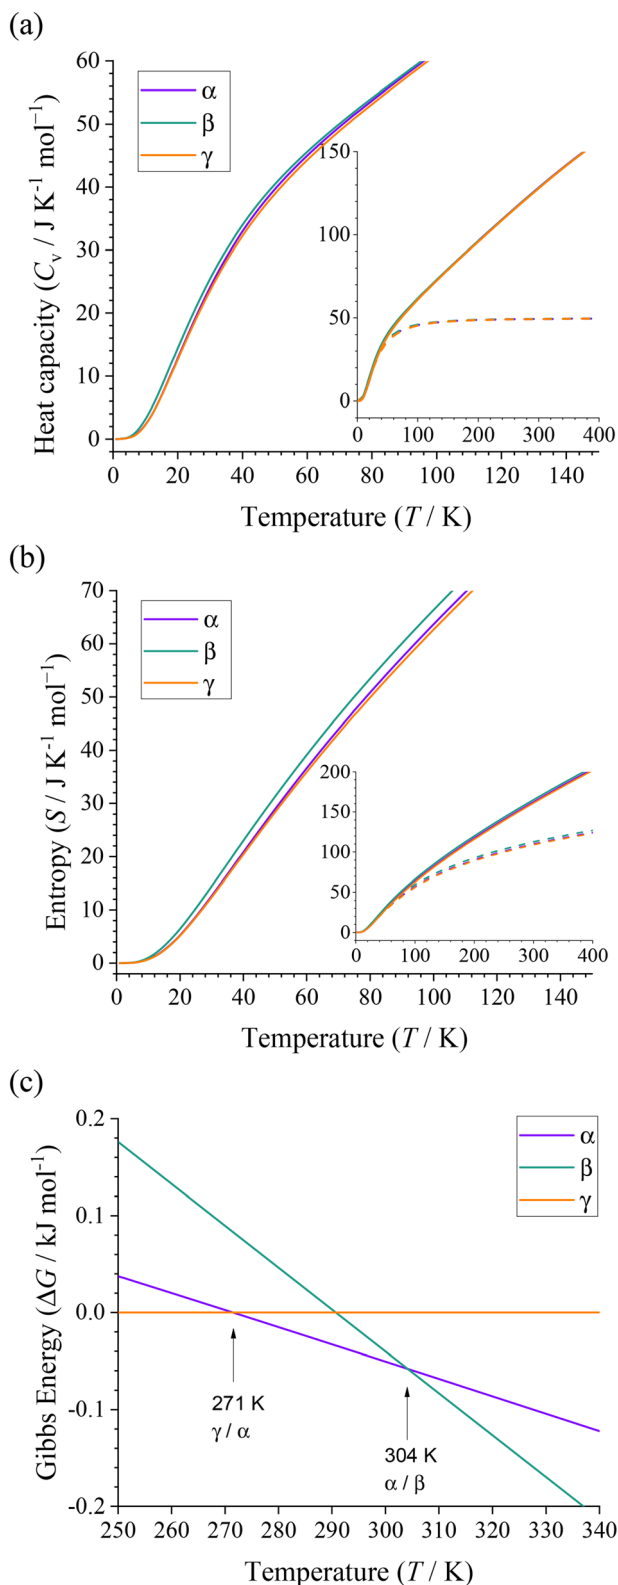 (a)
Heat capacity (Cv / J K-1 mol−1)
60
50
40
30
20
10
0
α
β
γ
150
100
50
0
0 100 200 300 400
0 20 40 60 80 100 120 140
Temperature (T / K)
(b)
Entropy (S / J K-1 mol−1)
70
60
50
40
30
20
10
0
α
β
γ
200
150
100
50
0
0 100 200 300 400
0 20 40 60 80 100 120 140
Temperature (T / K)
(c)
Gibbs Energy (ΔG / kJ mol-1)
0.2
0.1
0.0
-0.1
-0.2
α
β
γ
271 K
γ / α
304 K
α / β
250 260 270 280 290 300 310 320 330 340
Temperature (T / K)